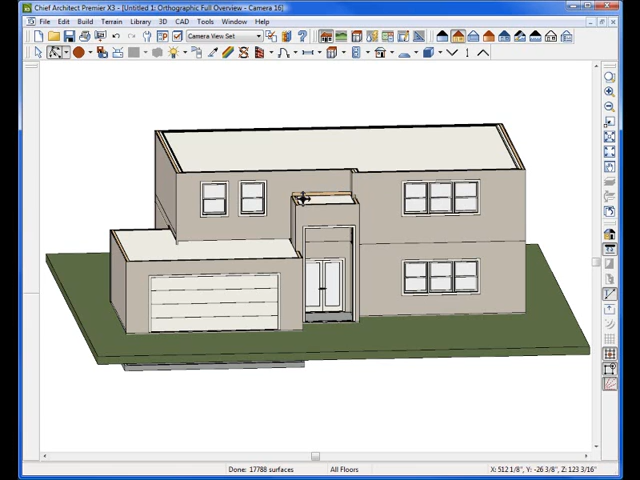 Chief Architect Premier X3 - [Untitled 1: Orthographic Full Overview - Camera 16]
File Edit Build Terrain Library 3D CAD Tools Window Help
Camera View Set
Done: 17788 surfaces All Floors X: 512 1/8", Y: -26 3/8", Z: 123 3/16"